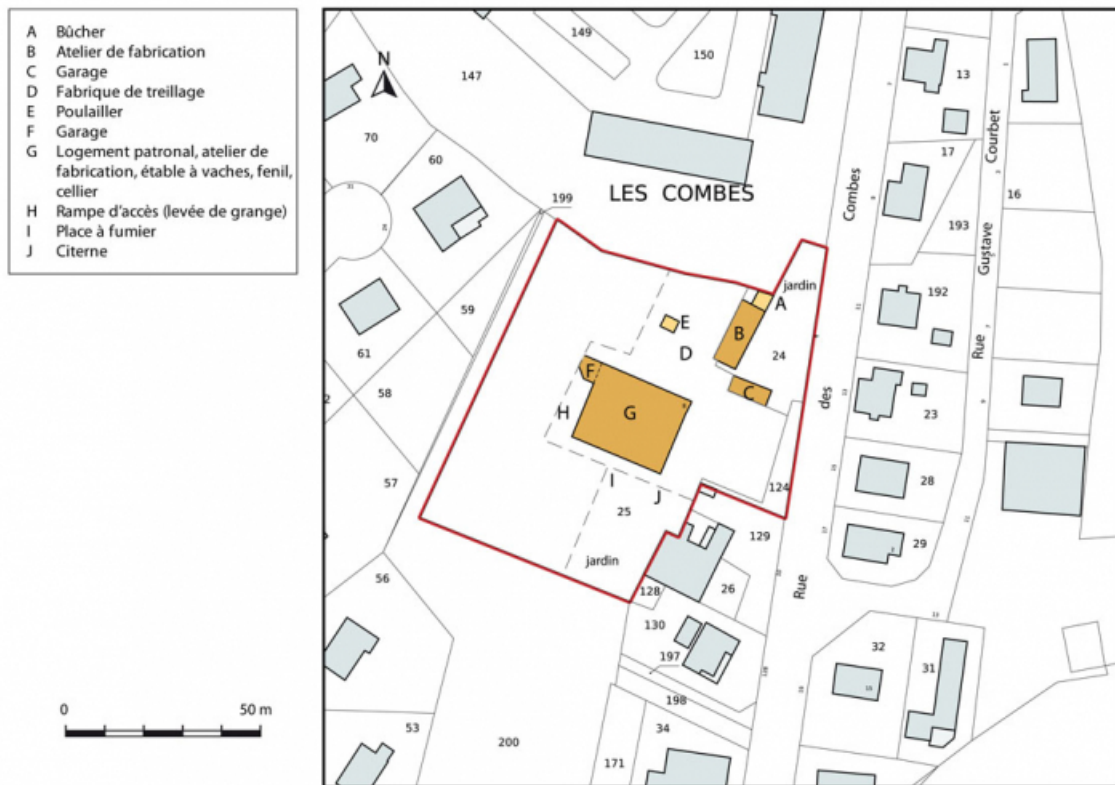 A Bûcher
B Atelier de fabrication
C Garage
D Fabrique de treillage
E Poulailler
F Garage
G Logement patronal, atelier de
fabrication, étable à vaches, fenil,
cellier
H Rampe d'accès (levée de grange)
I Place à fumier
J Citerne
0 50 m
N
149
150
147
13
70
60
17
199
LES COMBES
16
193
192
59
61
58
57
56
53
200
jardin
A
B
C
D
E
F
G
H
I
J
24
25
124
jardin
129
26
128
130
197
198
34
171
23
28
29
32
31
Rue des Combes
Rue Gustave Courbet